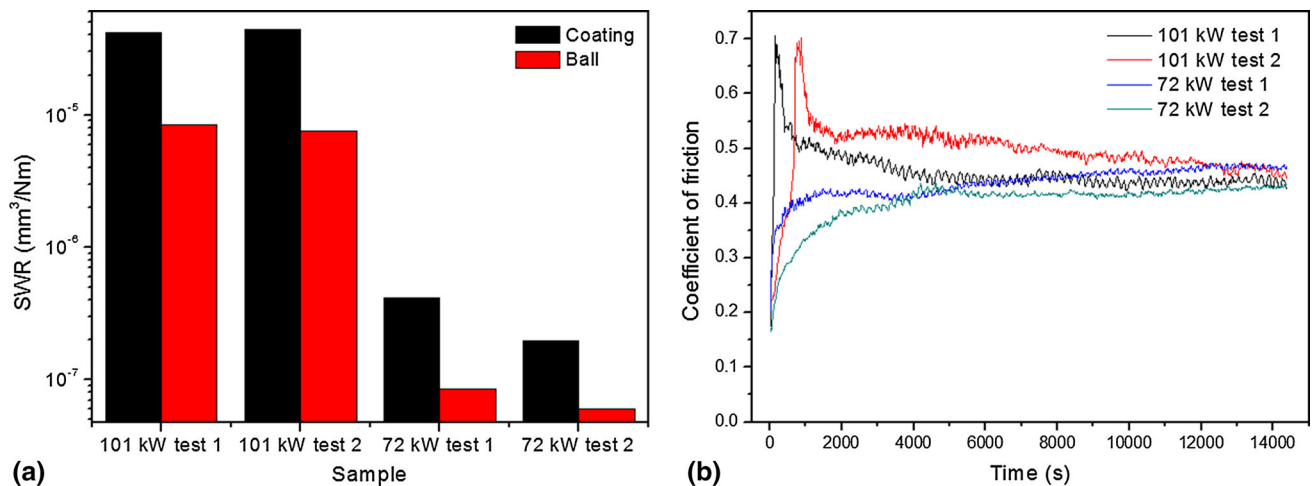 Coating
Ball
SWR (mm³/Nm)
10⁻⁵
10⁻⁶
10⁻⁷
101 kW test 1
101 kW test 2
72 kW test 1
72 kW test 2
Sample
(a)
101 kW test 1
101 kW test 2
72 kW test 1
72 kW test 2
Coefficient of friction
0.7
0.6
0.5
0.4
0.3
0.2
0.1
0.0
0 2000 4000 6000 8000 10000 12000 14000
Time (s)
(b)